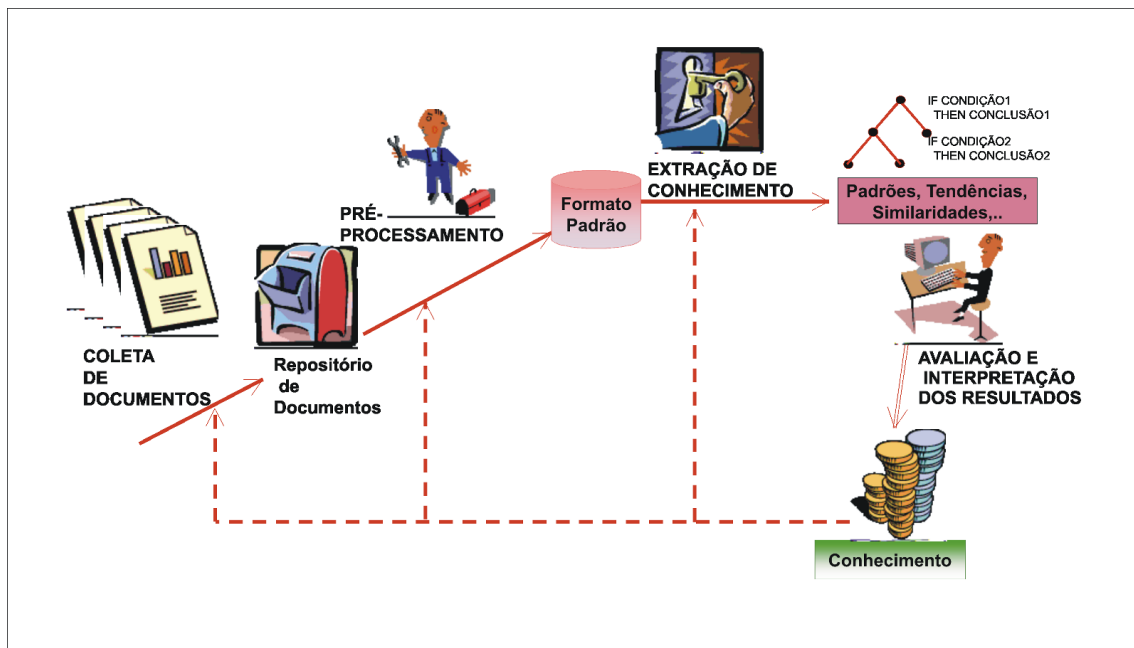 COLETA
DE
DOCUMENTOS
Repositório
de
Documentos
PRÉ-
PROCESSAMENTO
Formato
Padrão
EXTRAÇÃO DE
CONHECIMENTO
IF CONDIÇÃO1
THEN CONCLUSÃO1
IF CONDIÇÃO2
THEN CONCLUSÃO2
Padrões, Tendências,
Similaridades,..
AVALIAÇÃO E
INTERPRETAÇÃO
DOS RESULTADOS
Conhecimento